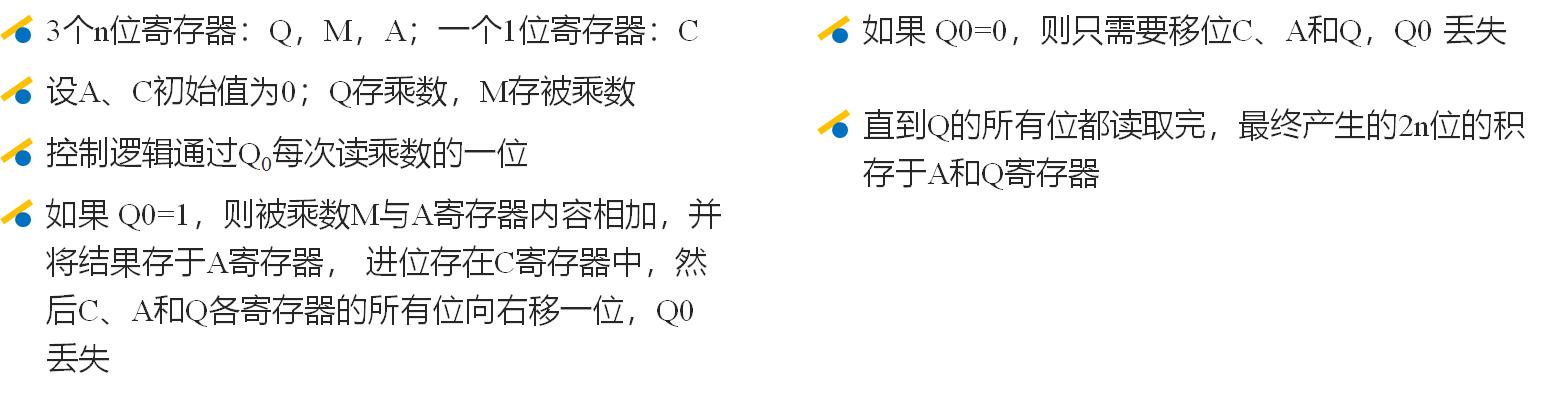 3个n位寄存器：Q，M，A；一个1位寄存器：C
设A、C初始值为0；Q存乘数，M存被乘数
控制逻辑通过Q0每次读乘数的一位
如果 Q0=1，则被乘数M与A寄存器内容相加，并
将结果存于A寄存器， 进位存在C寄存器中，然
后C、A和Q各寄存器的所有位向右移一位，Q0
丢失
如果 Q0=0，则只需要移位C、A和Q，Q0 丢失
直到Q的所有位都读取完，最终产生的2n位的积
存于A和Q寄存器